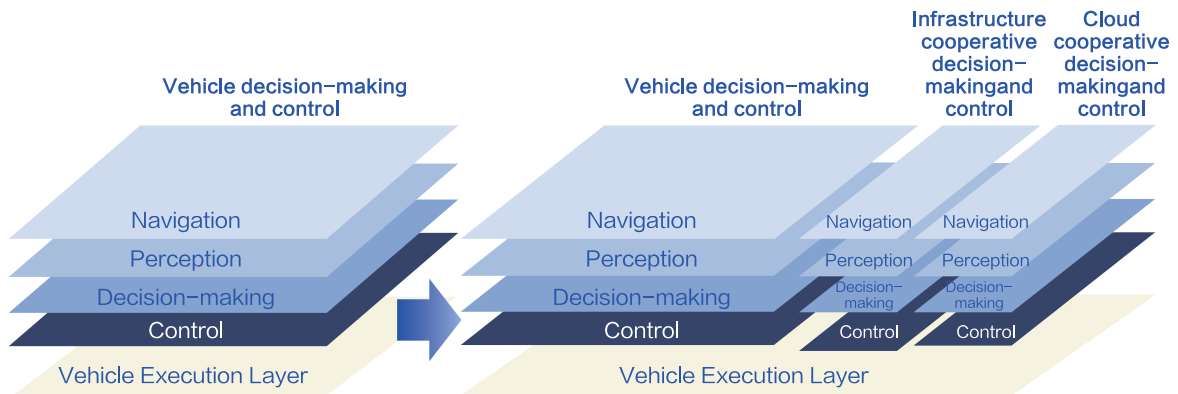 Vehicle decision-making
and control
Navigation
Perception
Decision-making
Control
Vehicle Execution Layer
Vehicle decision-making
and control
Infrastructure
cooperative
decision-
makingand
control
Cloud
cooperative
decision-
makingand
control
Navigation
Navigation
Navigation
Perception
Perception
Perception
Decision-making
Decision-
making
Decision-
making
Control
Control
Control
Vehicle Execution Layer